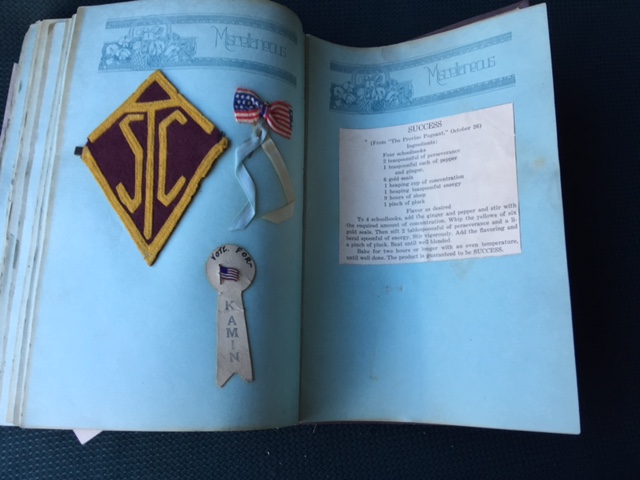 Miscellaneous
STC
VOTE FOR
KAMIN
Miscellaneous
SUCCESS
(From "The Proviso Pageant," October 26)
Ingredients:
Four schoolbooks
2 teaspoonsful of perseverance
1 teaspoonful each of pepper
and ginger.
6 gold seals
1 heaping cup of concentration
1 heaping teaspoonful energy
9 hours of sleep
1 pinch of pluck
Flavor as desired
To 4 schoolbooks, add the ginger and pepper and stir with
the required amount of concentration. Whip the yallows of six
gold seals. Then sift 2 tablespoonsful of perseverance and a li-
beral spoonful of energy. Stir vigorously. Add the flavoring and
a pinch of pluck. Beat until well blended.
Bake for two hours or longer with an even temperature,
until well done. The product is guaranteed to be SUCCESS.